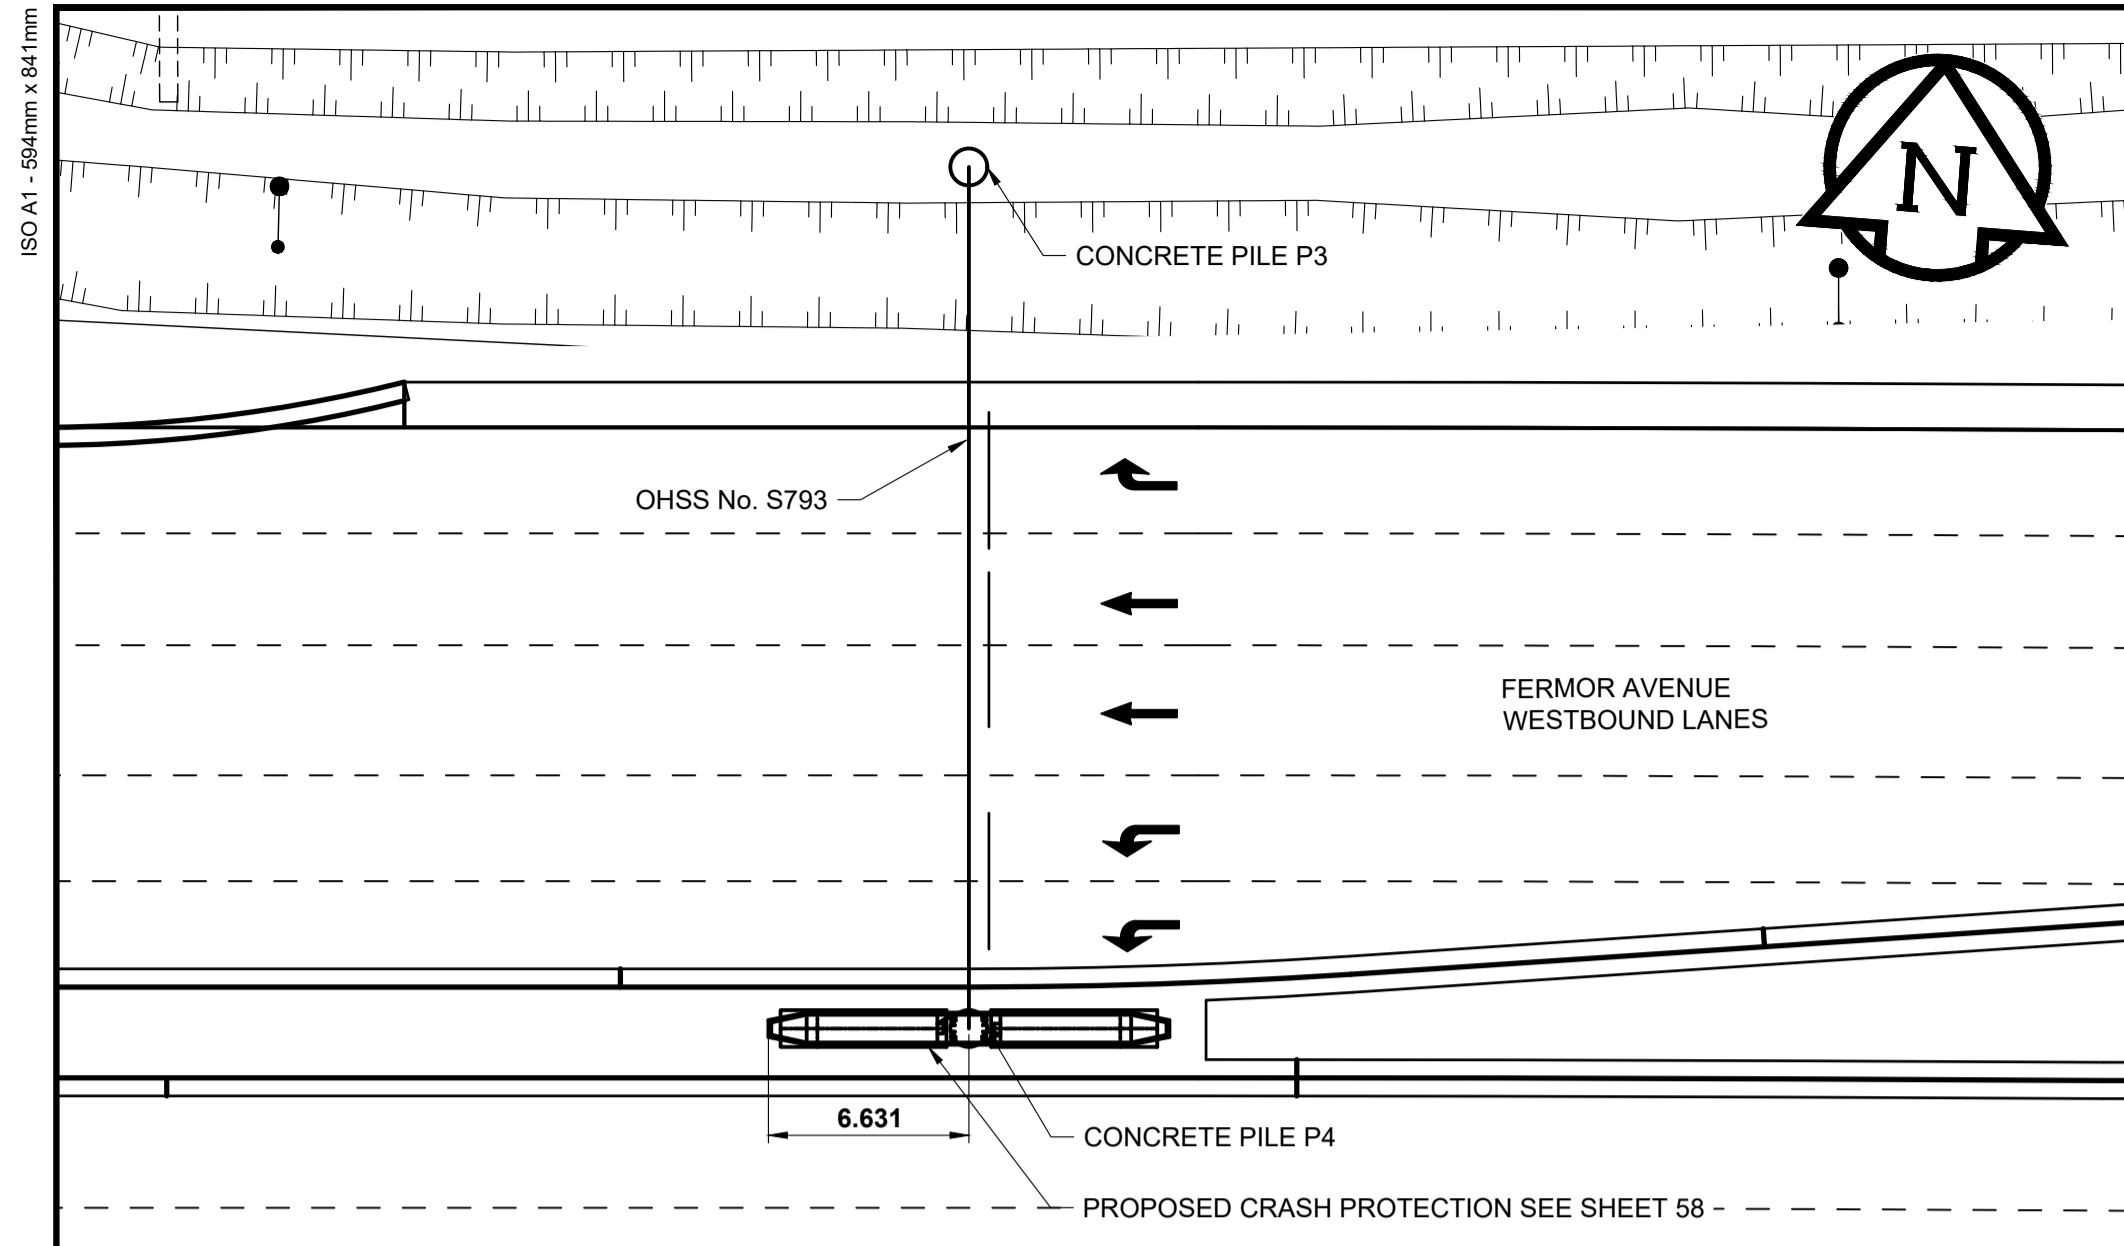 ISO A1 - 594mm x 841mm
N
CONCRETE PILE P3
OHSS No. S793
FERMOR AVENUE
WESTBOUND LANES
6.631
CONCRETE PILE P4
PROPOSED CRASH PROTECTION SEE SHEET 58